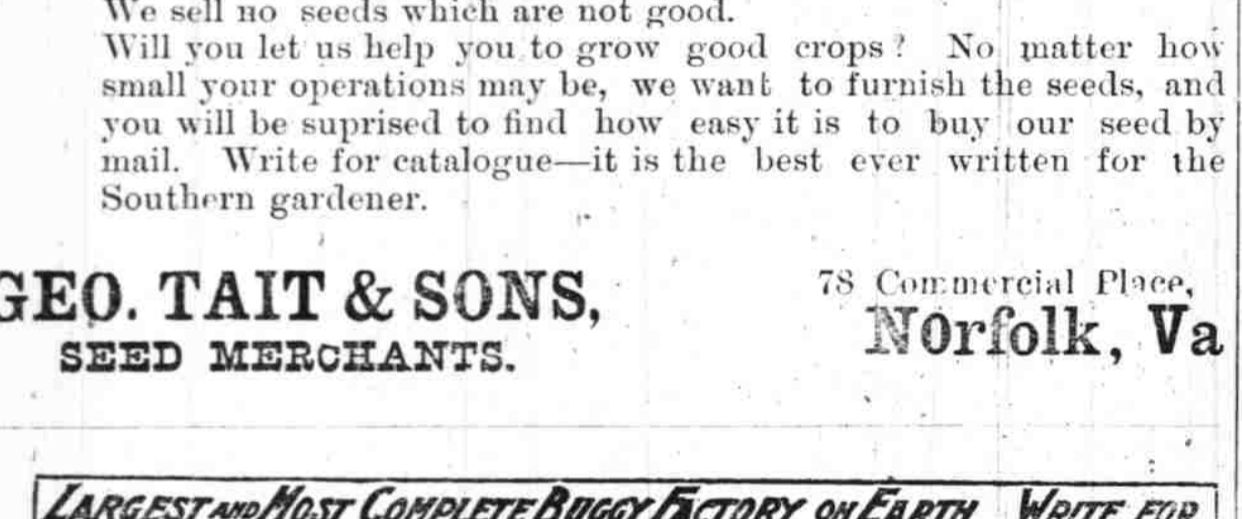 We sell no seeds which are not good.
Will you let us help you to grow good crops? No matter how
small your operations may be, we want to furnish the seeds, and
you will be suprised to find how easy it is to buy our seed by
mail. Write for catalogue—it is the best ever written for the
Southern gardener.
GEO. TAIT & SONS,
SEED MERCHANTS.
78 Commercial Place,
Norfolk, Va
LARGEST AND MOST COMPLETE BUGGY FACTORY ON EARTH WRITE FOR